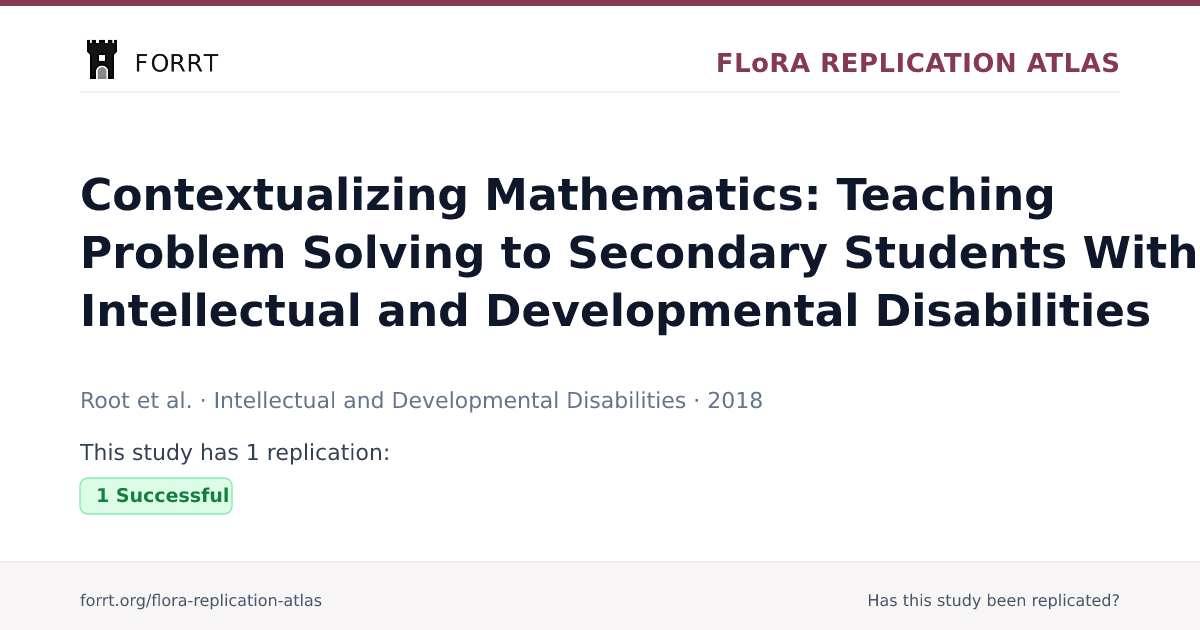 FORRT
FLoRA REPLICATION ATLAS
Contextualizing Mathematics: Teaching
Problem Solving to Secondary Students With
Intellectual and Developmental Disabilities
Root et al. · Intellectual and Developmental Disabilities · 2018
This study has 1 replication:
1 Successful
forrt.org/flora-replication-atlas
Has this study been replicated?